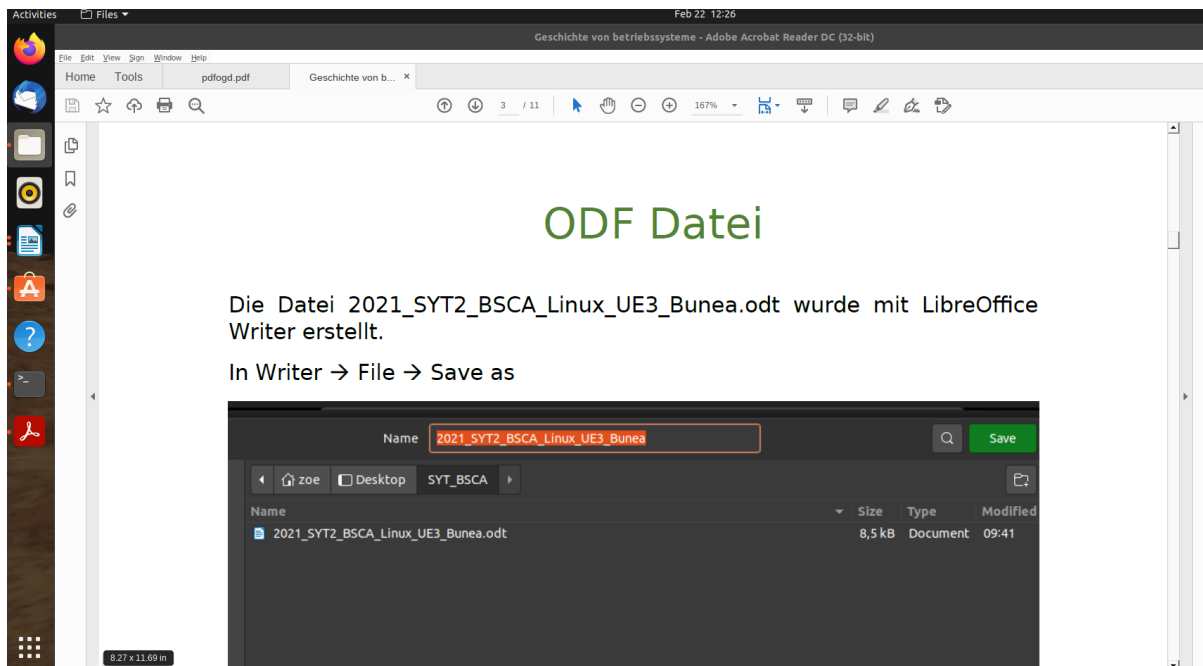 Activities Files Feb 22 12:26
Geschichte von betriebssysteme - Adobe Acrobat Reader DC (32-bit)
File Edit View Sign Window Help
Home Tools pdfogd.pdf Geschichte von b... ×
3 / 11 167%
ODF Datei
Die Datei 2021_SYT2_BSCA_Linux_UE3_Bunea.odt wurde mit LibreOffice
Writer erstellt.
In Writer → File → Save as
Name 2021_SYT2_BSCA_Linux_UE3_Bunea Save
zoe Desktop SYT_BSCA
Name Size Type Modified
2021_SYT2_BSCA_Linux_UE3_Bunea.odt 8,5 kB Document 09:41
8.27 x 11.69 in